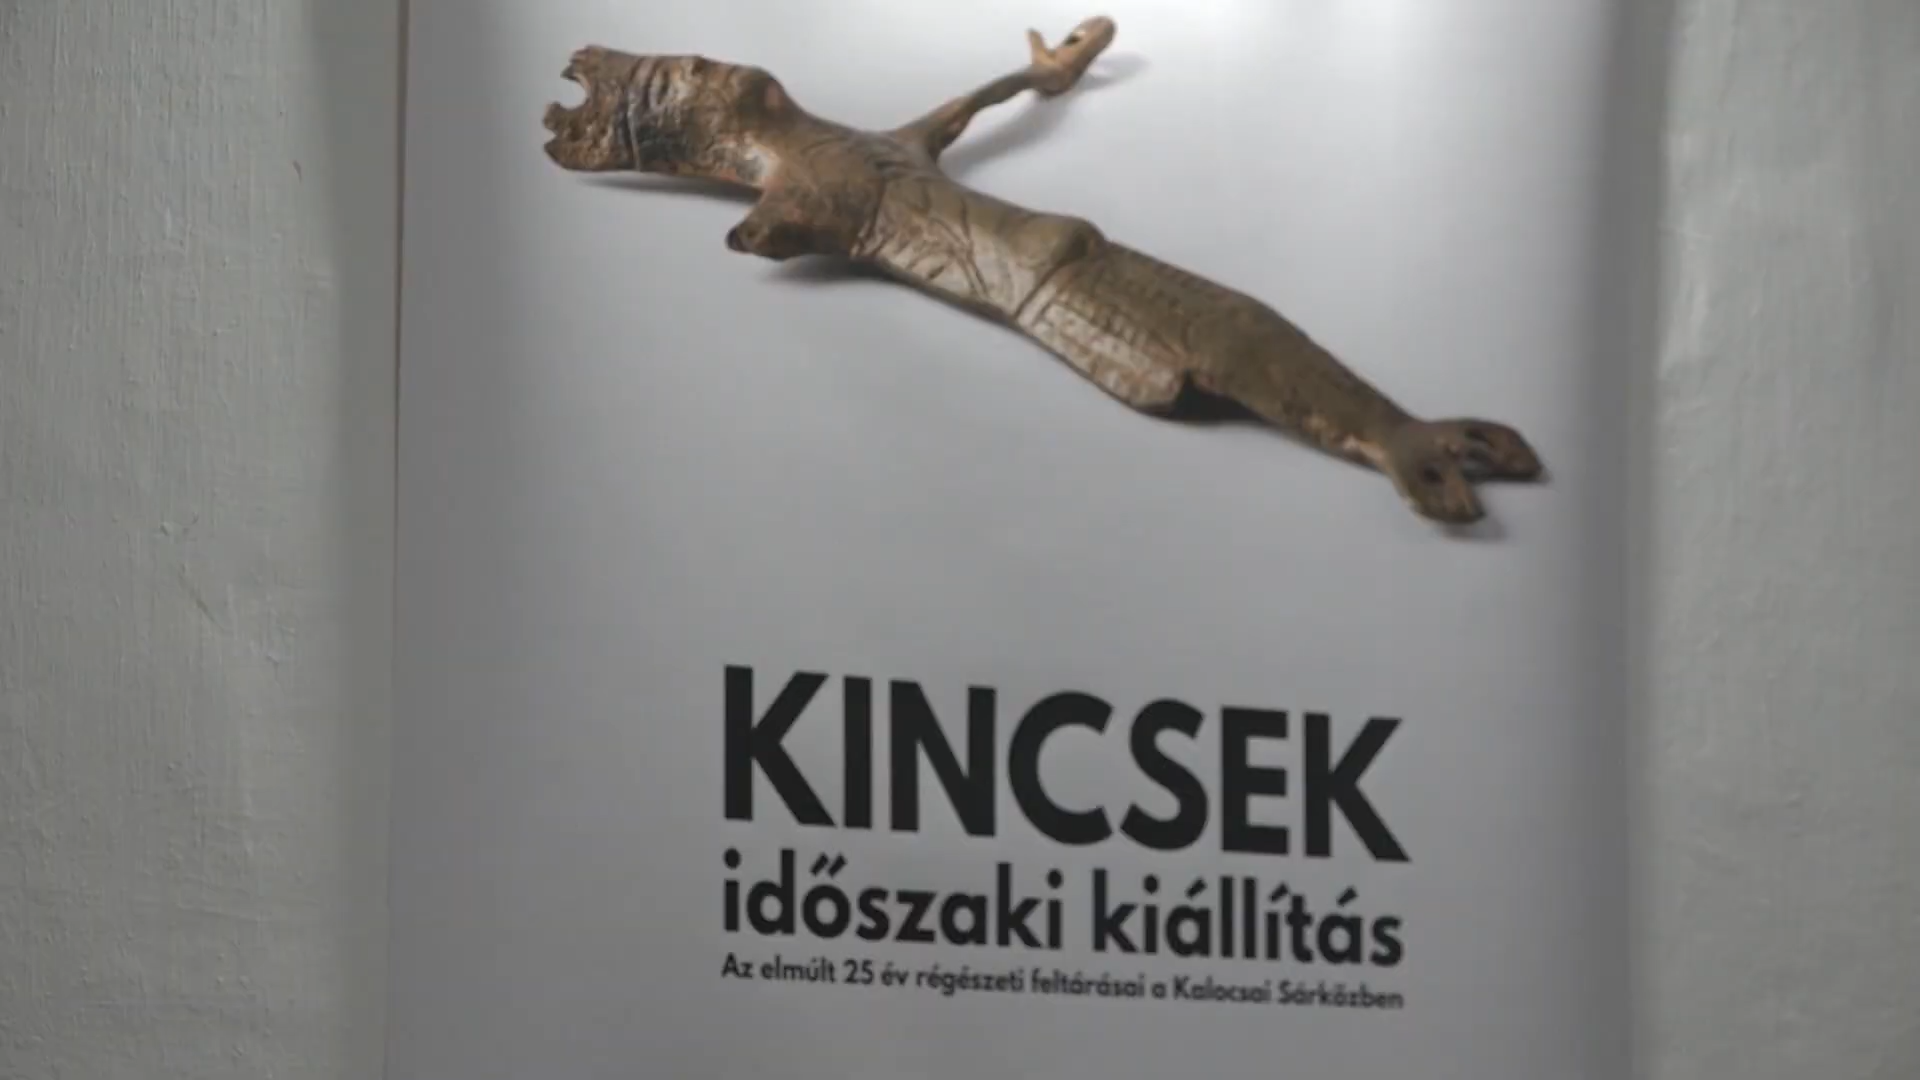 KINCSEK
időszaki kiállítás
Az elmúlt 25 év régészeti feltárásai a Kalocsai Sárközben